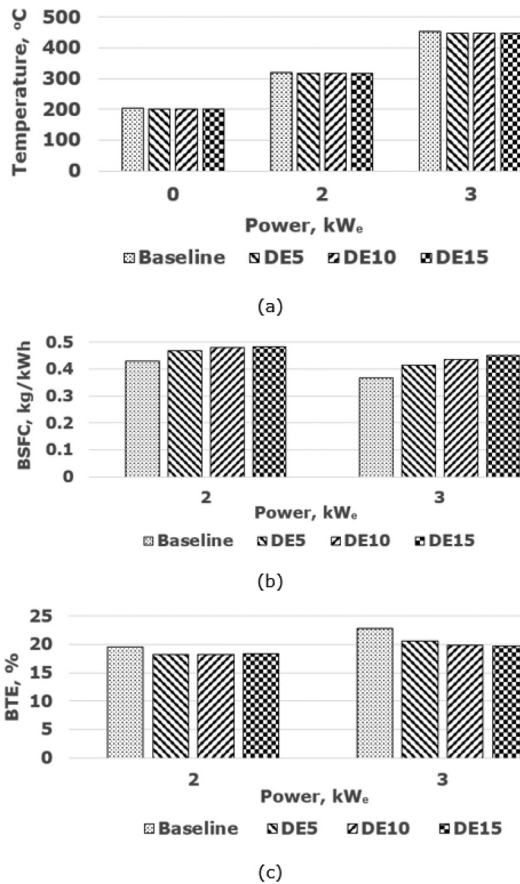 Temperature, °C
500
400
300
200
100
0
0 2 3
Power, kWe
Baseline DE5 DE10 DE15
(a)
BSFC, kg/kWh
0.5
0.4
0.3
0.2
0.1
0
2 3
Power, kWe
Baseline DE5 DE10 DE15
(b)
BTE, %
25
20
15
10
5
0
2 3
Power, kWe
Baseline DE5 DE10 DE15
(c)